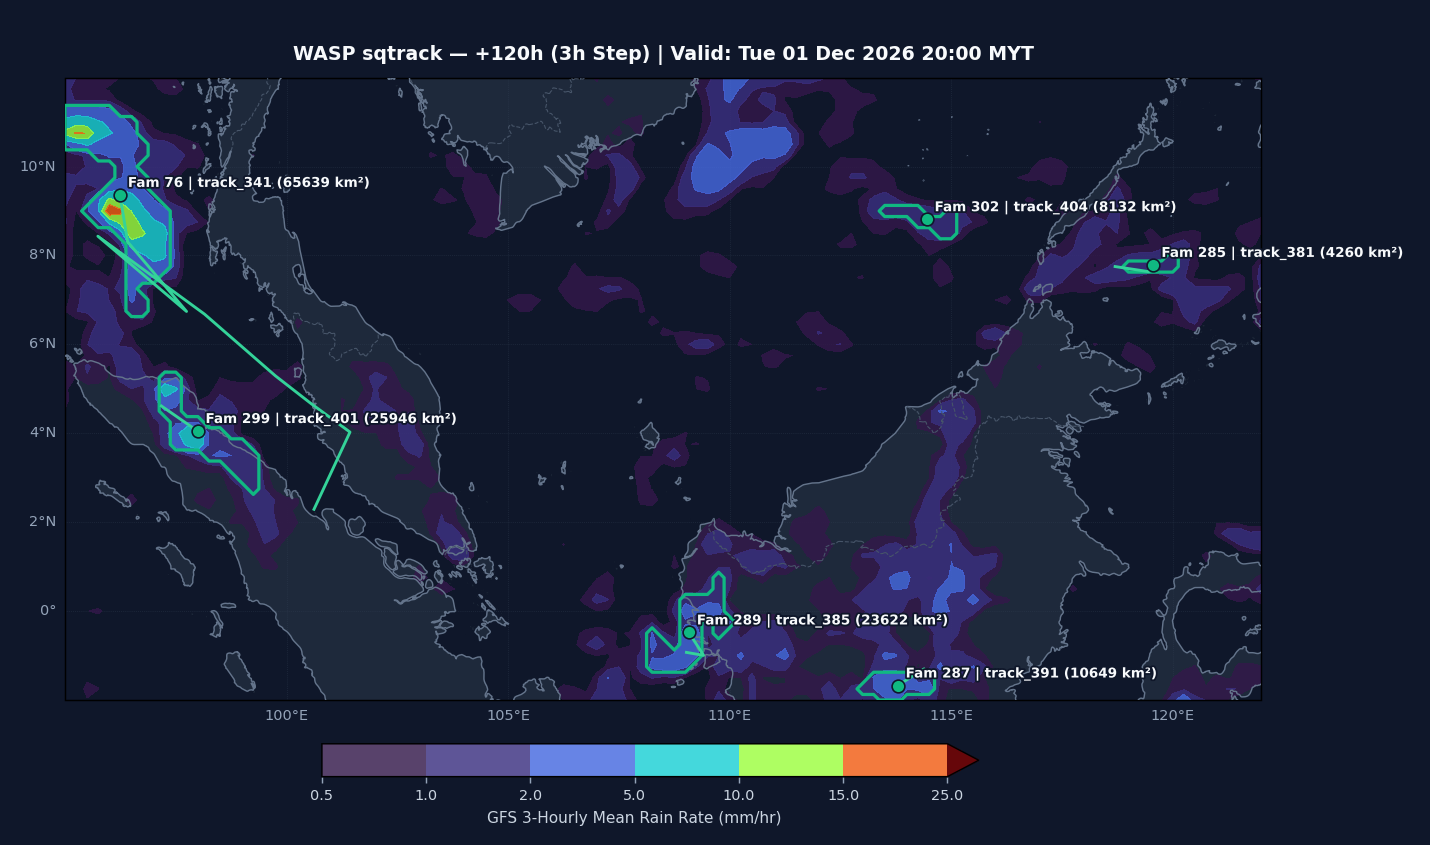 WASP sqtrack — +120h (3h Step) | Valid: Tue 01 Dec 2026 20:00 MYT
10°N
8°N
6°N
4°N
2°N
0°
Fam 76 | track_341 (65639 km²)
Fam 302 | track_404 (8132 km²)
Fam 285 | track_381 (4260 km²)
Fam 299 | track_401 (25946 km²)
Fam 289 | track_385 (23622 km²)
Fam 287 | track_391 (10649 km²)
100°E
105°E
110°E
115°E
120°E
0.5
1.0
2.0
5.0
10.0
15.0
25.0
GFS 3-Hourly Mean Rain Rate (mm/hr)